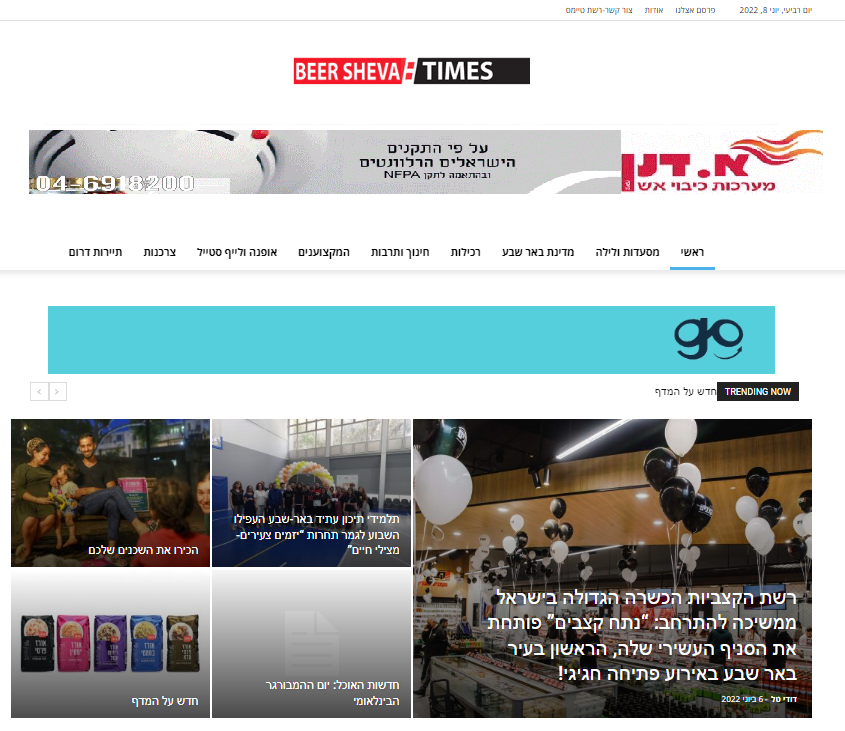 יום רביעי, יוני 8, 2022 פרסם אצלנו אודות צור קשר-רשת טיימס
BEER SHEVA TIMES
על פי התקנים
הישראלים הרלוונטים
ובהתאמה לתקן NFPA
04-6918200
א.דנן
מערכות כיבוי אש
ראשי מסעדות ולילה מדינת באר שבע רכילות חינוך ותרבות המקצוענים אופנה ולייף סטייל צרכנות תיירות דרום
go
TRENDING NOW חדש על המדף
רשת הקצביות הכשרה הגדולה בישראל
ממשיכה להתרחב: "נתח קצבים" פותחת
את הסניף העשירי שלה, הראשון בעיר
באר שבע באירוע פתיחה חגיגי!
דודי טל - 6 ביוני 2022
תלמידי תיכון עתיד באר-שבע העפילו
השבוע לגמר תחרות "יזמים צעירים-
מצילי חיים"
הכירו את השכנים שלכם
חדשות האוכל: יום ההמבורגר
הבינלאומי
חדש על המדף